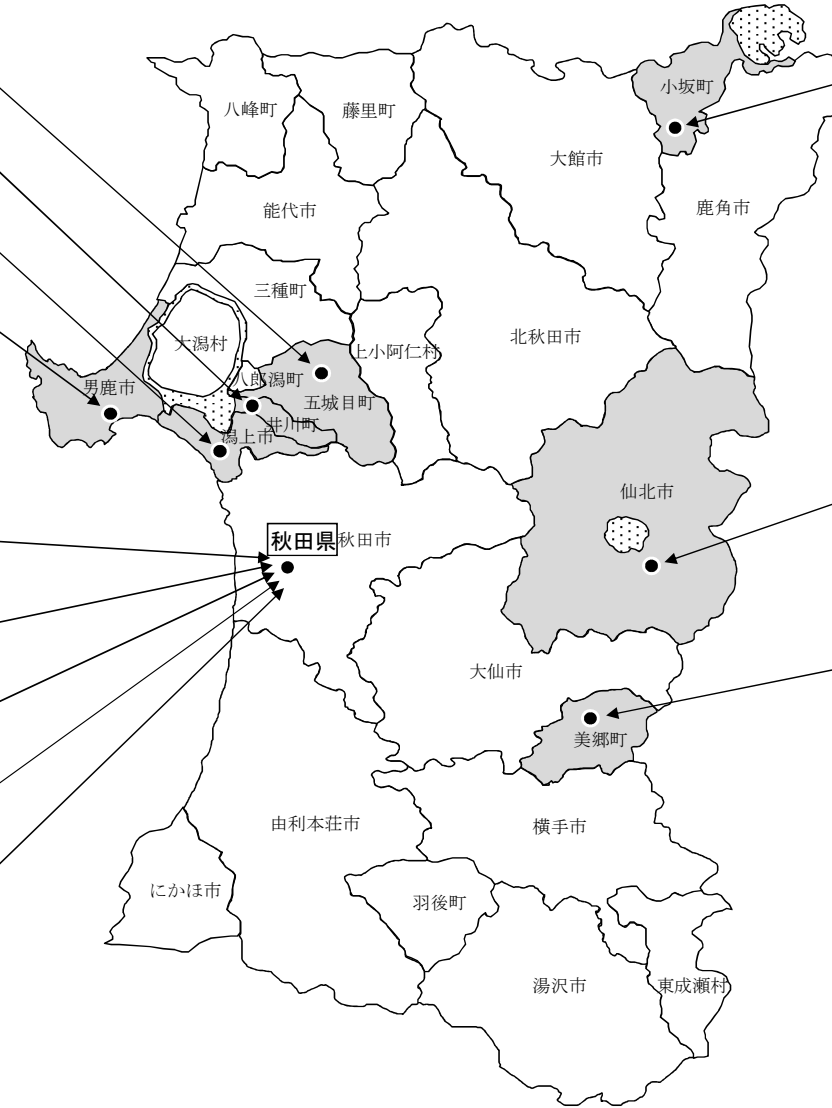 小坂町
八峰町
藤里町
大館市
鹿角市
能代市
三種町
北秋田市
大潟村
上小阿仁村
八郎潟町
男鹿市
五城目町
井川町
潟上市
仙北市
秋田県
秋田市
大仙市
美郷町
由利本荘市
横手市
にかほ市
羽後町
湯沢市
東成瀬村